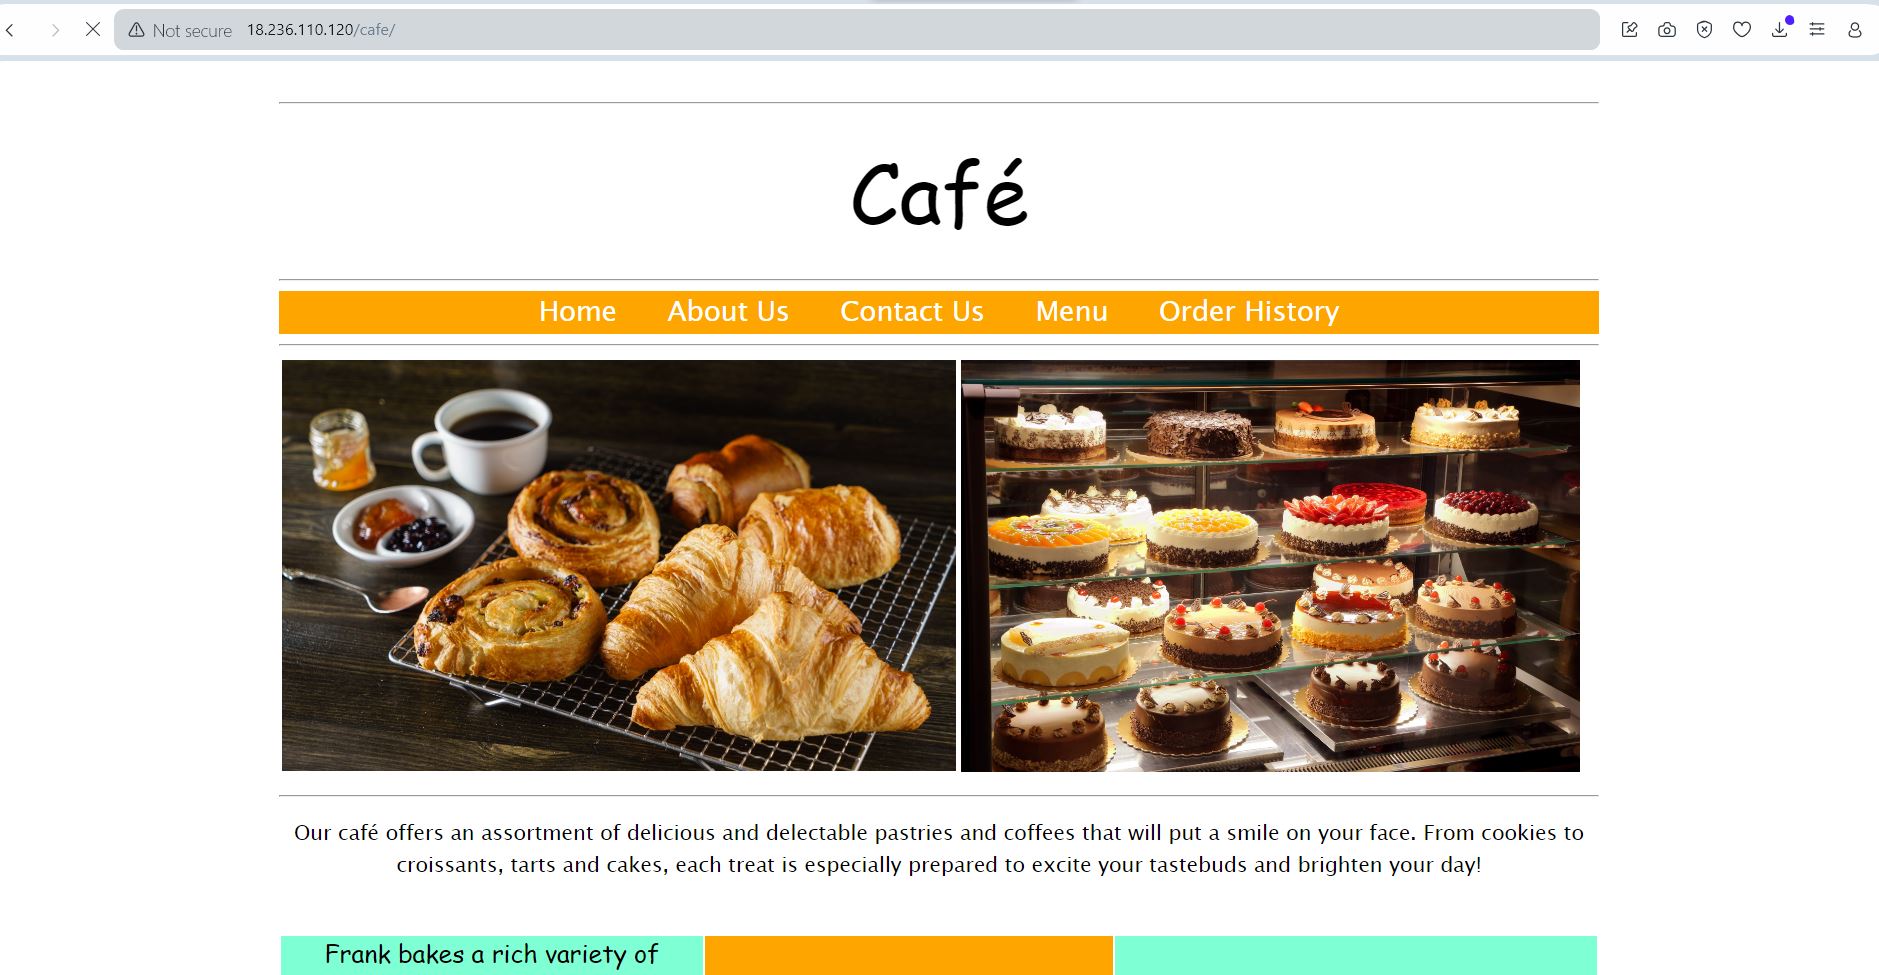 Not secure 18.236.110.120/cafe/
Café
Home About Us Contact Us Menu Order History
Our café offers an assortment of delicious and delectable pastries and coffees that will put a smile on your face. From cookies to
croissants, tarts and cakes, each treat is especially prepared to excite your tastebuds and brighten your day!
Frank bakes a rich variety of